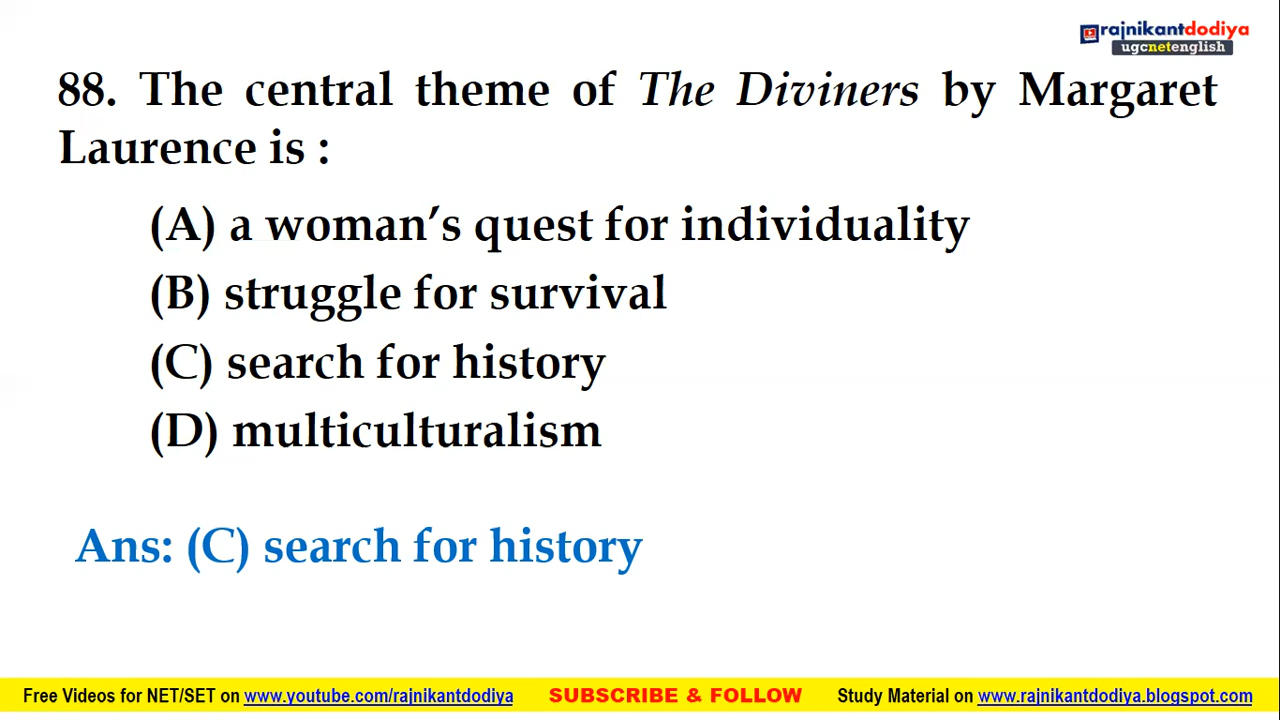 rajnikantdodiya
ugcnetenglish
88. The central theme of The Diviners by Margaret
Laurence is :
(A) a woman’s quest for individuality
(B) struggle for survival
(C) search for history
(D) multiculturalism
Ans: (C) search for history
Free Videos for NET/SET on www.youtube.com/rajnikantdodiya SUBSCRIBE & FOLLOW Study Material on www.rajnikantdodiya.blogspot.com